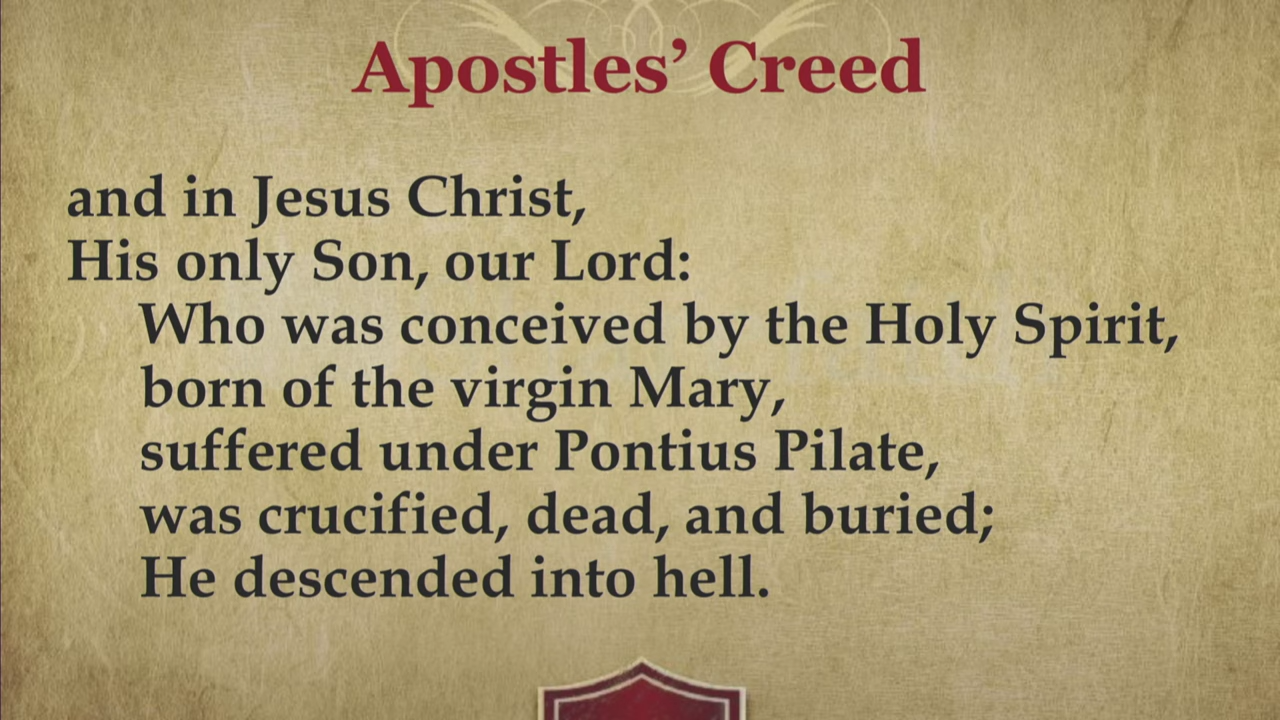 Apostles’ Creed
and in Jesus Christ,
His only Son, our Lord:
Who was conceived by the Holy Spirit,
born of the virgin Mary,
suffered under Pontius Pilate,
was crucified, dead, and buried;
He descended into hell.